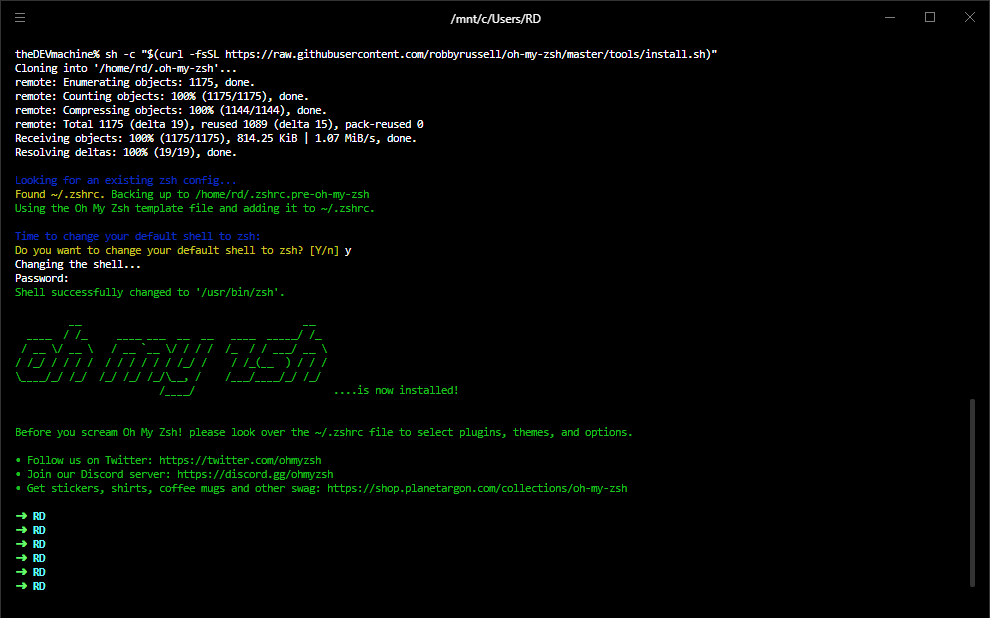 /mnt/c/Users/RD
theDEVmachine% sh -c "$(curl -fsSL https://raw.githubusercontent.com/robbyrussell/oh-my-zsh/master/tools/install.sh)"
Cloning into '/home/rd/.oh-my-zsh'...
remote: Enumerating objects: 1175, done.
remote: Counting objects: 100% (1175/1175), done.
remote: Compressing objects: 100% (1144/1144), done.
remote: Total 1175 (delta 19), reused 1089 (delta 15), pack-reused 0
Receiving objects: 100% (1175/1175), 814.25 KiB | 1.07 MiB/s, done.
Resolving deltas: 100% (19/19), done.
Looking for an existing zsh config...
Found ~/.zshrc. Backing up to /home/rd/.zshrc.pre-oh-my-zsh
Using the Oh My Zsh template file and adding it to ~/.zshrc.
Time to change your default shell to zsh:
Do you want to change your default shell to zsh? [Y/n] y
Changing the shell...
Password:
Shell successfully changed to '/usr/bin/zsh'.
oh my zsh
....is now installed!
Before you scream Oh My Zsh! please look over the ~/.zshrc file to select plugins, themes, and options.
• Follow us on Twitter: https://twitter.com/ohmyzsh
• Join our Discord server: https://discord.gg/ohmyzsh
• Get stickers, shirts, coffee mugs and other swag: https://shop.planetargon.com/collections/oh-my-zsh
➜ RD
➜ RD
➜ RD
➜ RD
➜ RD
➜ RD